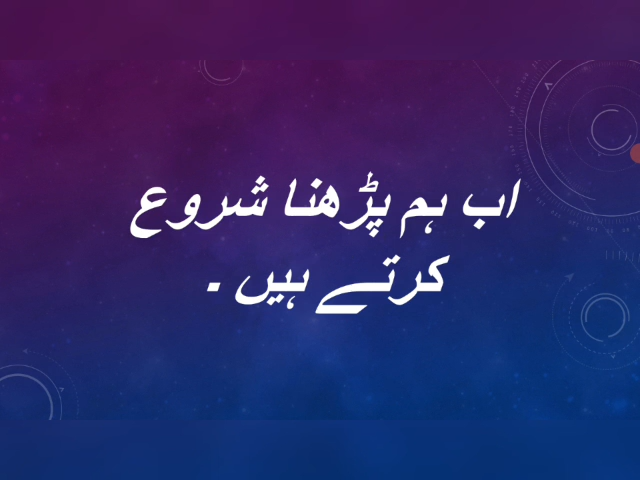 اب ہم پڑھنا شروع
کرتے ہیں ۔